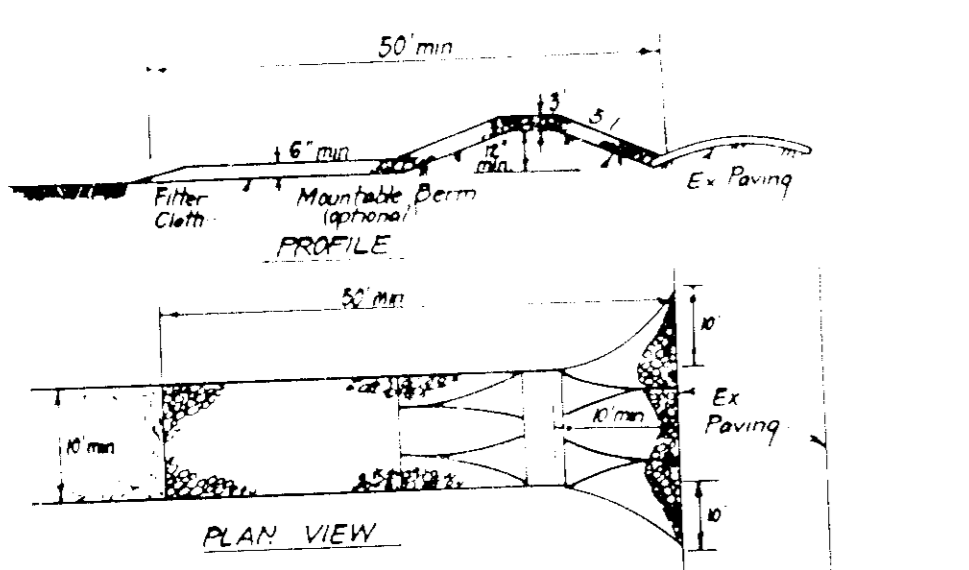 50' min
6" min
3'
5 /
12"
min
Filter
Cloth
Mountable Berm
(optional)
Ex Paving
PROFILE
50' min
10'
10' min
10' min
Ex
Paving
10'
PLAN VIEW